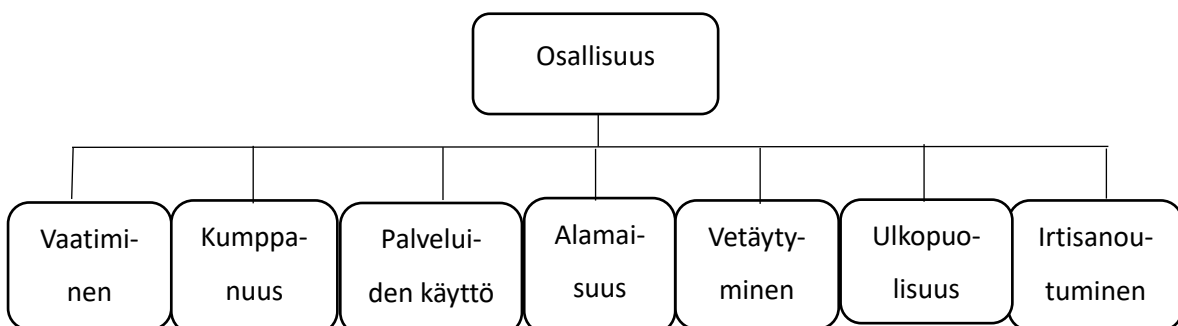 Osallisuus
Vaatimi-
nen
Kumppa-
nuus
Palvelui-
den käyttö
Alamai-
suus
Vetäyty-
minen
Ulkopuo-
lisuus
Irtisanou-
tuminen